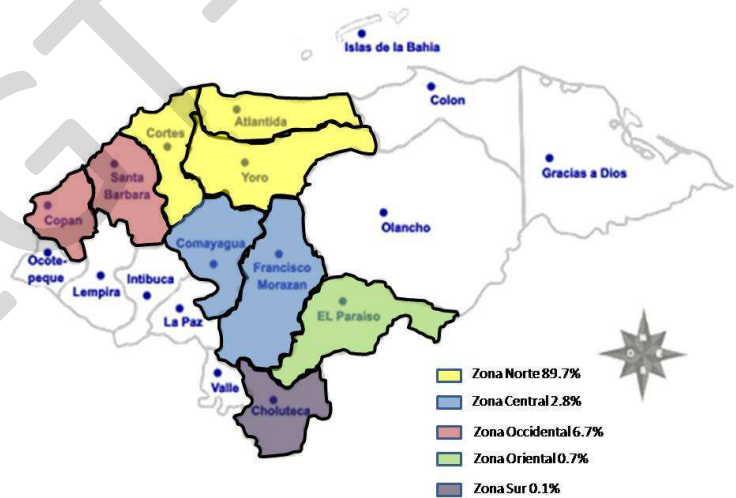 Islas de la Bahia
Colon
Atlantida
Cortes
Yoro
Santa
Barbara
Gracias a Dios
Copan
Olancho
Comayagua
Ocote-
peque
Francisco
Morazan
Intibuca
Lempira
La Paz
EL Paraiso
Valle
Choluteca
Zona Norte 89.7%
Zona Central 2.8%
Zona Occidental 6.7%
Zona Oriental 0.7%
Zona Sur 0.1%